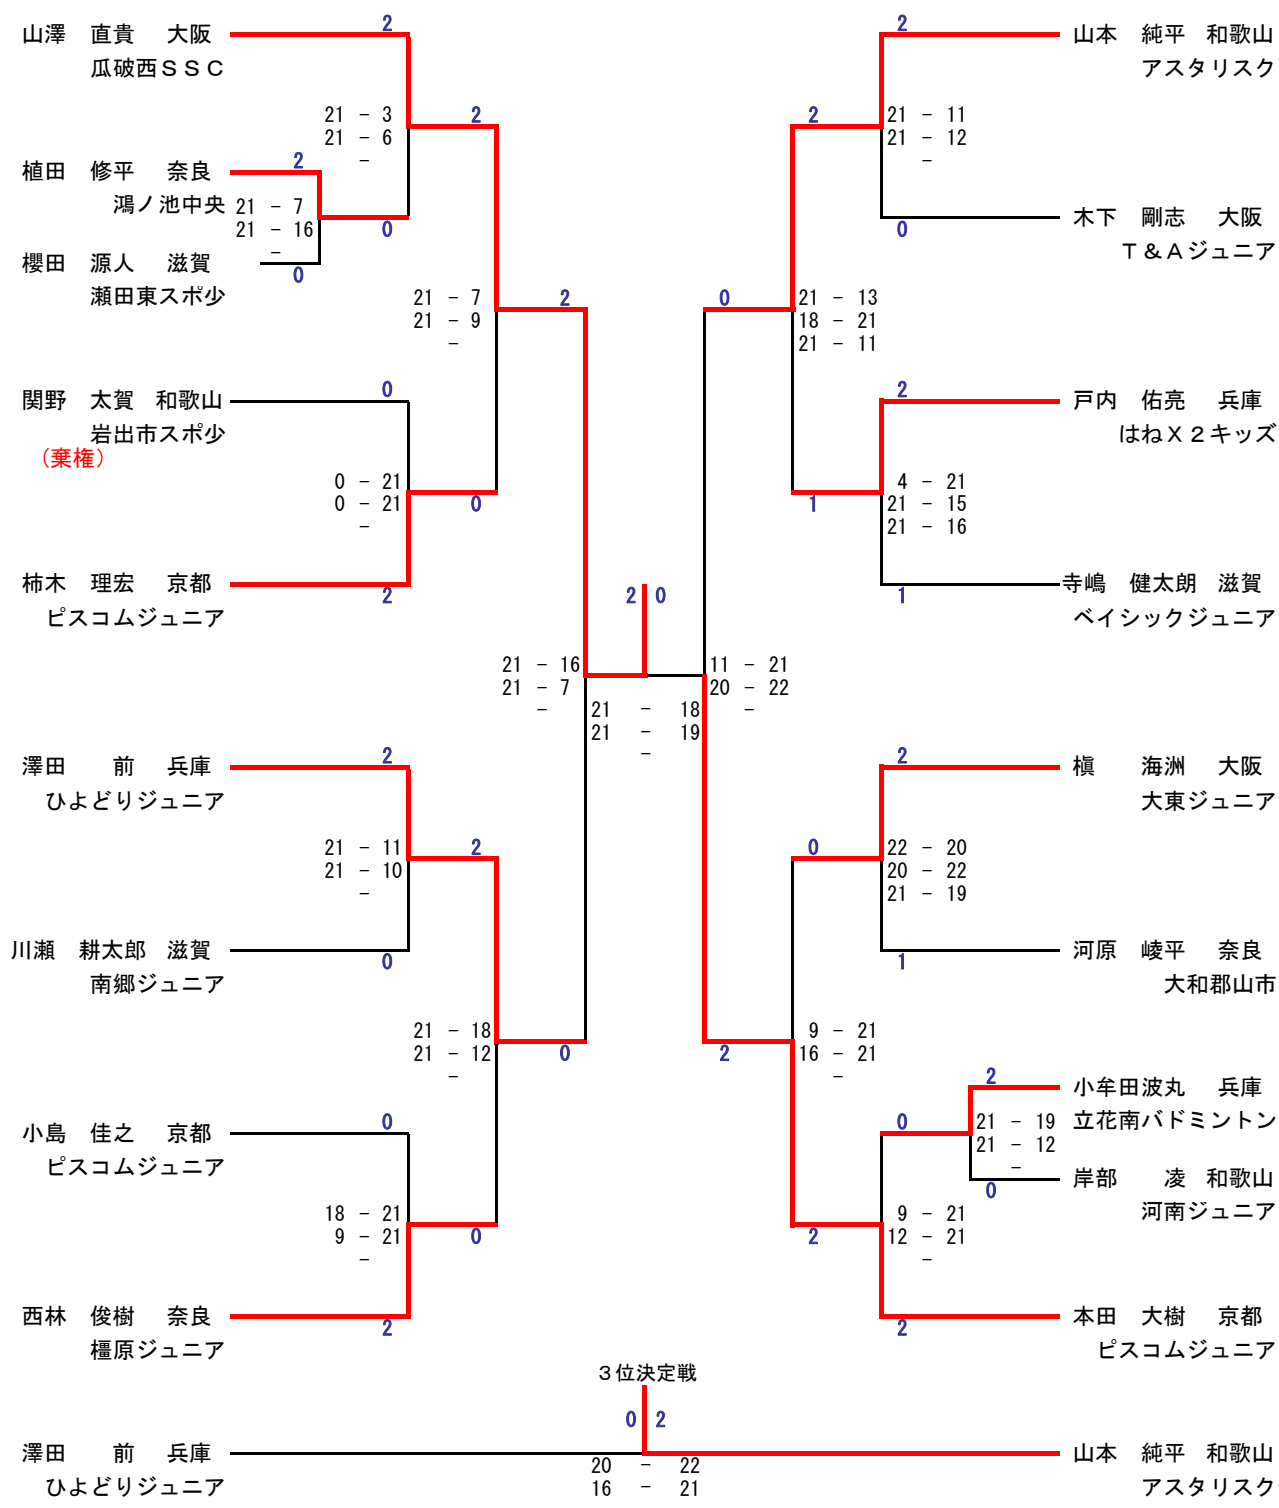 山澤 直貴 大阪
瓜破西ＳＳＣ
2
21 - 3
21 - 6
-
2
植田 修平 奈良
鴻ノ池中央
2
21 - 7
21 - 16
-
0
櫻田 源人 滋賀
瀬田東スポ少
0
21 - 7
21 - 9
-
2
関野 太賀 和歌山
岩出市スポ少
（棄権）
0
0 - 21
0 - 21
-
0
柿木 理宏 京都
ピスコムジュニア
2
21 - 16
21 - 7
-
澤田 前 兵庫
ひよどりジュニア
2
21 - 11
21 - 10
-
2
川瀬 耕太郎 滋賀
南郷ジュニア
0
21 - 18
21 - 12
-
0
小島 佳之 京都
ピスコムジュニア
0
18 - 21
9 - 21
-
0
西林 俊樹 奈良
橿原ジュニア
2
2 0
21 - 18
21 - 19
-
山本 純平 和歌山
アスタリスク
2
2
21 - 11
21 - 12
-
木下 剛志 大阪
Ｔ＆Ａジュニア
0
0
21 - 13
18 - 21
21 - 11
戸内 佑亮 兵庫
はねＸ２キッズ
2
1
4 - 21
21 - 15
21 - 16
寺嶋 健太朗 滋賀
ベイシックジュニア
1
11 - 21
20 - 22
-
槇 海洲 大阪
大東ジュニア
2
0
22 - 20
20 - 22
21 - 19
河原 崚平 奈良
大和郡山市
1
2
9 - 21
16 - 21
-
小牟田波丸 兵庫
立花南バドミントン
2
0
21 - 19
21 - 12
-
岸部 凌 和歌山
河南ジュニア
0
2
9 - 21
12 - 21
-
本田 大樹 京都
ピスコムジュニア
2
３位決定戦
0 2
澤田 前 兵庫
ひよどりジュニア
20 - 22
16 - 21
山本 純平 和歌山
アスタリスク